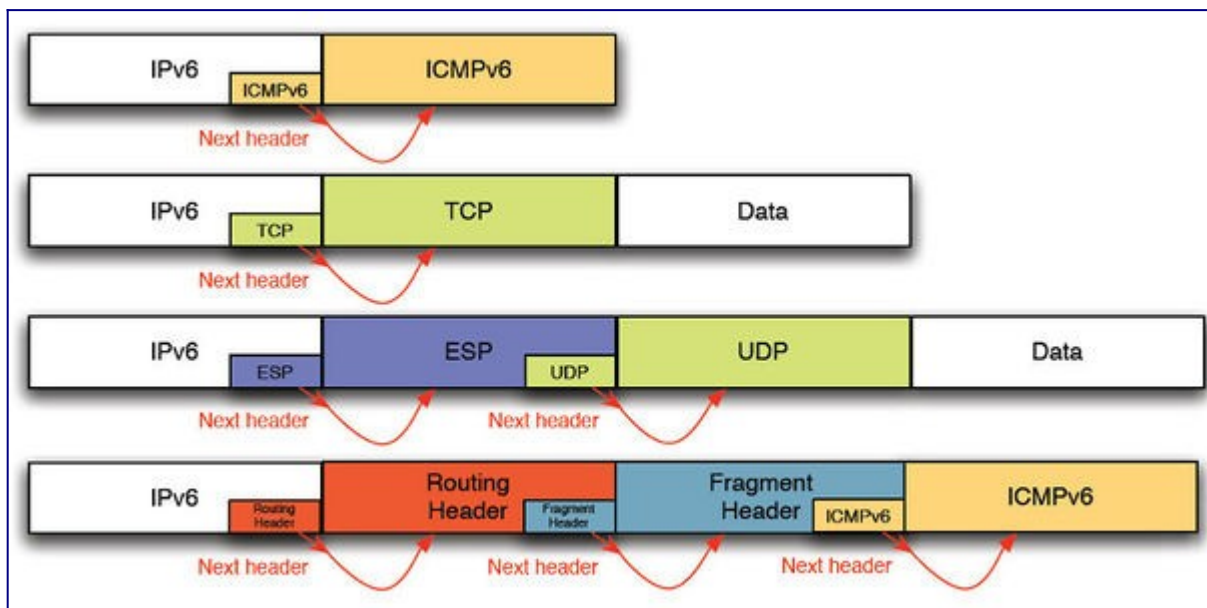 IPv6
ICMPv6
ICMPv6
Next header
IPv6
TCP
TCP
Data
Next header
IPv6
ESP
ESP
UDP
UDP
Data
Next header
Next header
IPv6
Routing
Header
Routing
Header
Fragment
Header
Fragment
Header
ICMPv6
ICMPv6
Next header
Next header
Next header